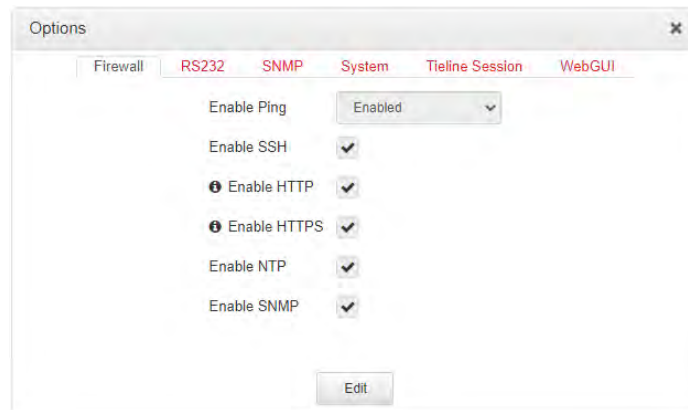 Options
Firewall RS232 SNMP System Tieline Session WebGUI
Enable Ping Enabled
Enable SSH
Enable HTTP
Enable HTTPS
Enable NTP
Enable SNMP
Edit